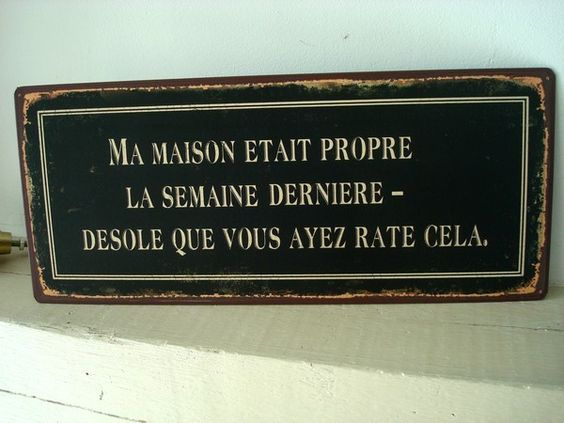 MA MAISON ETAIT PROPRE
LA SEMAINE DERNIERE –
DESOLE QUE VOUS AYEZ RATE CELA.